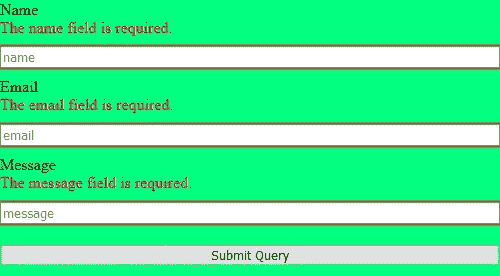 Name
The name field is required.
name
Email
The email field is required.
email
Message
The message field is required.
message
Submit Query